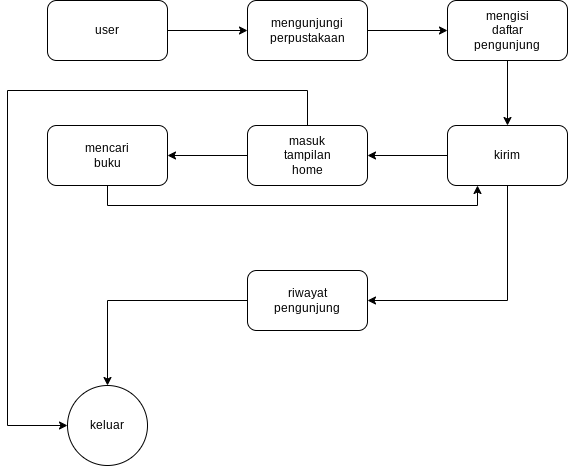 user
mengunjungi
perpustakaan
mengisi
daftar
pengunjung
mencari
buku
masuk
tampilan
home
kirim
riwayat
pengunjung
keluar